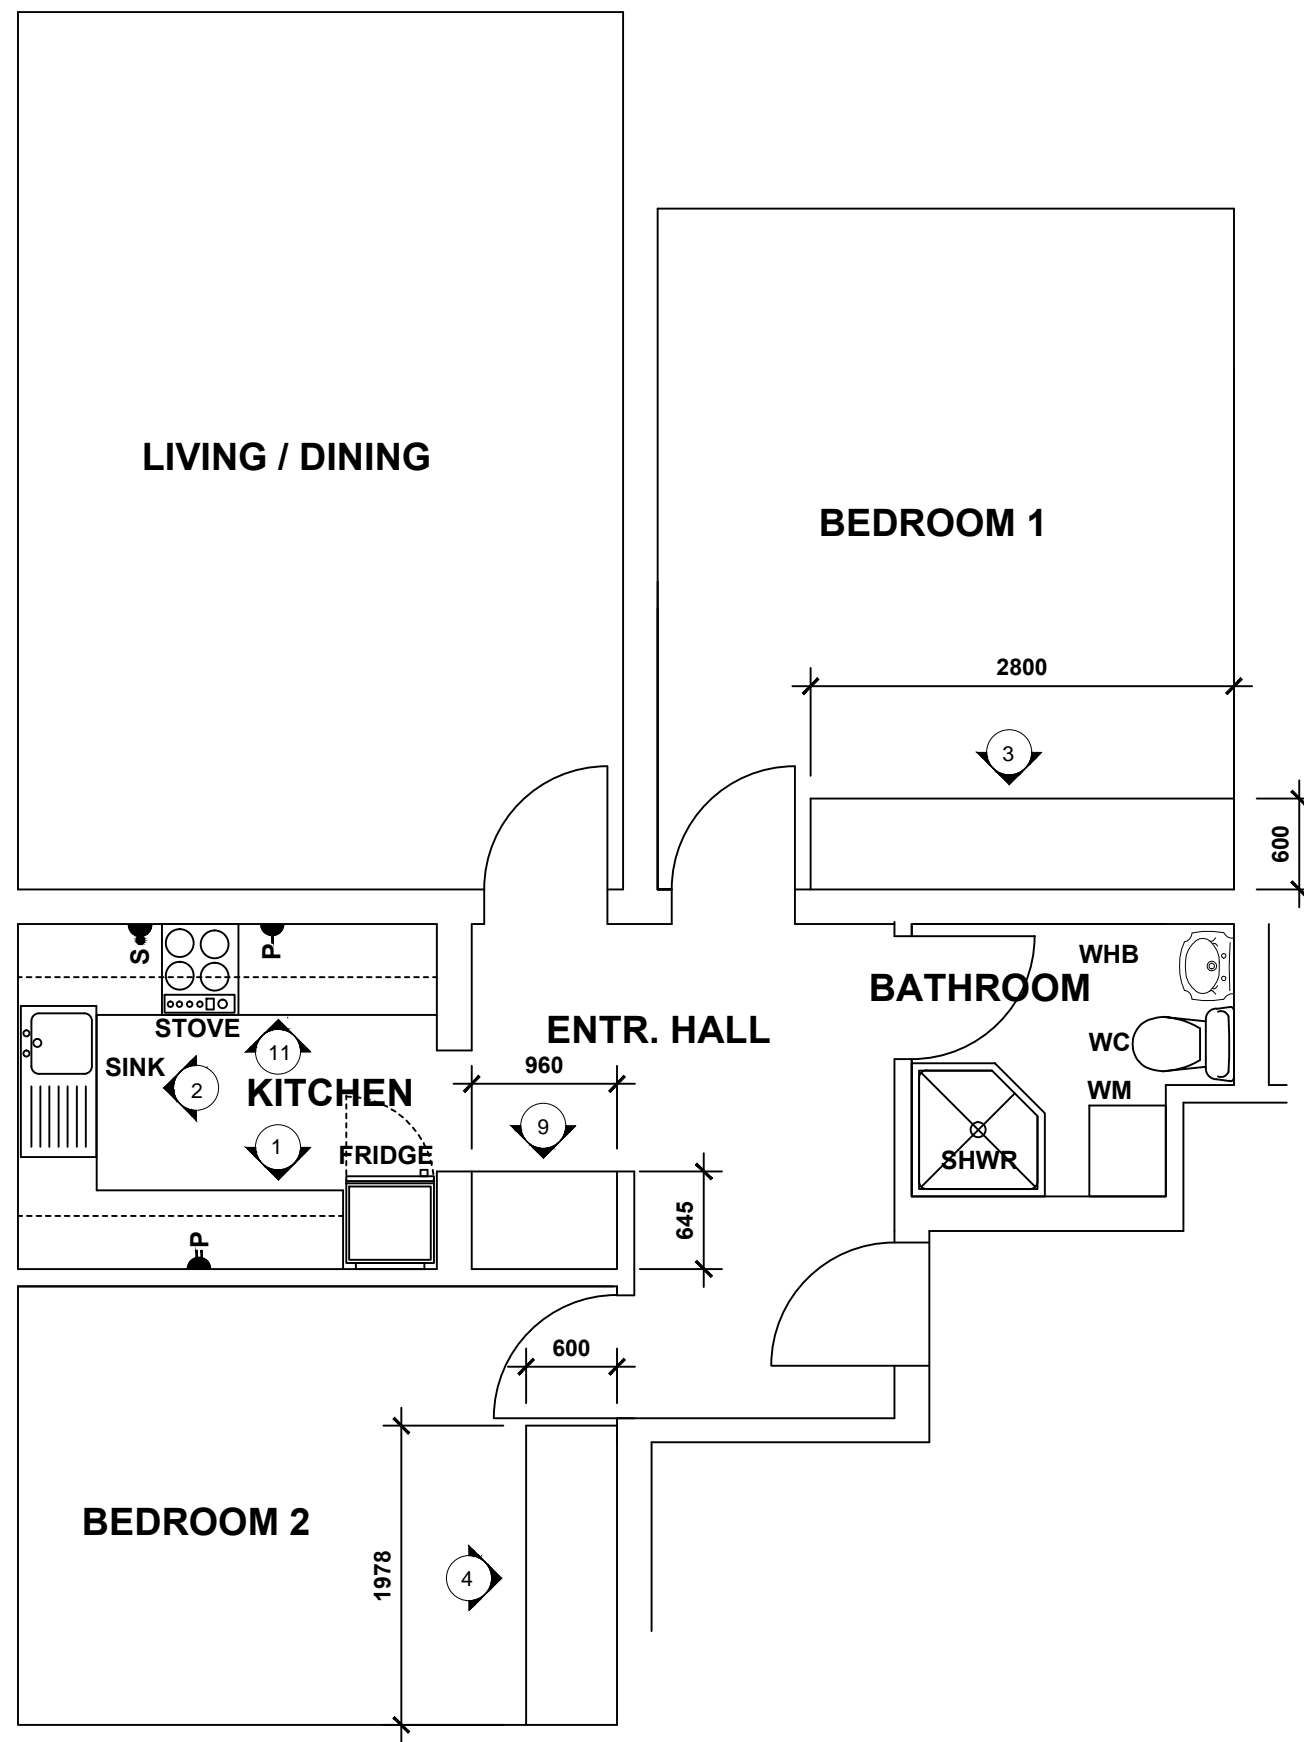 LIVING / DINING
BEDROOM 1
2800
3
600
S
P
STOVE
SINK
11
2
KITCHEN
1
FRIDGE
P
ENTR. HALL
960
9
645
BATHROOM
WHB
WC
WM
SHWR
600
BEDROOM 2
1978
4